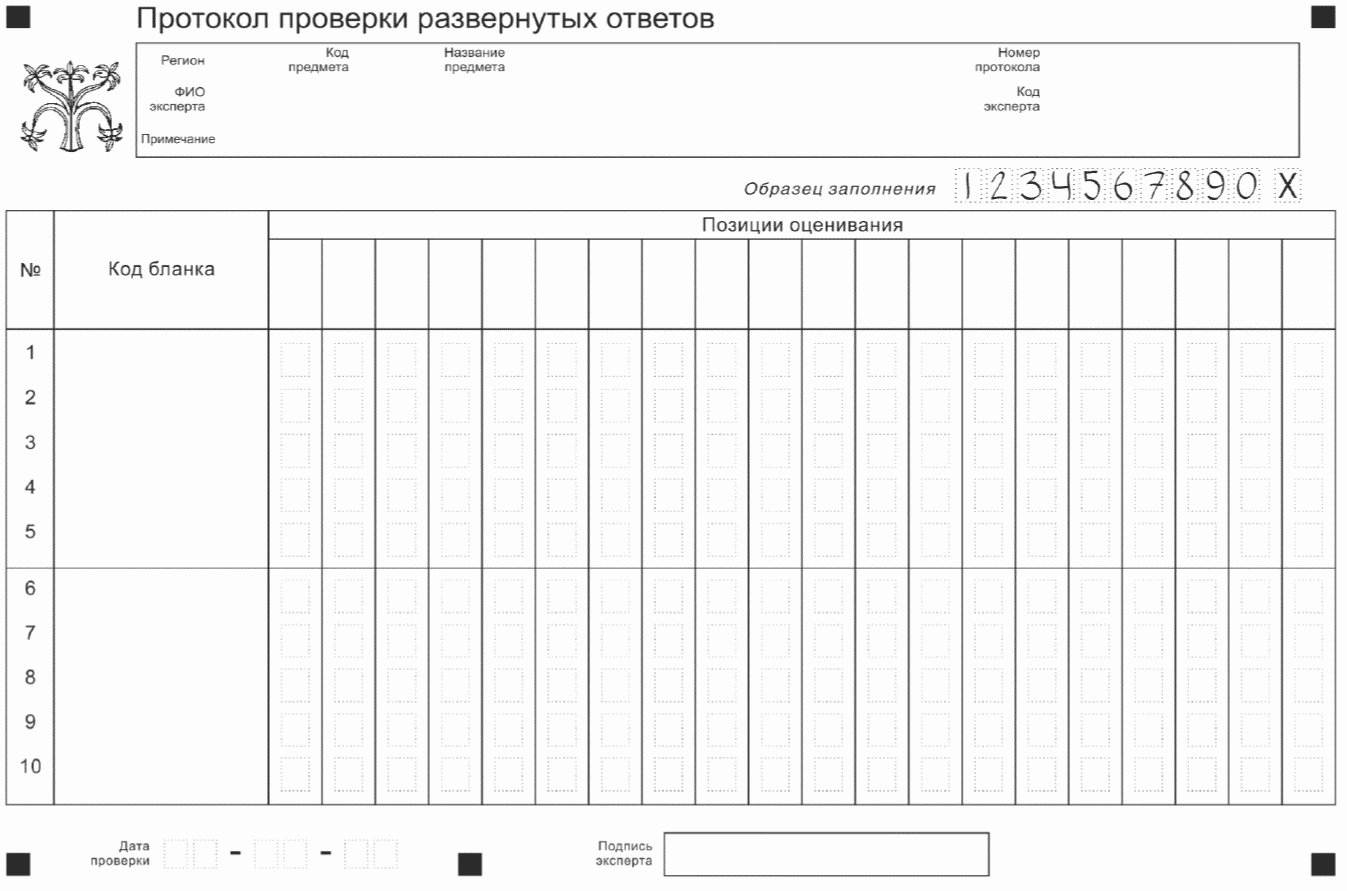 Протокол проверки развернутых ответов
Регион
Код предмета
Название предмета
Номер протокола
ФИО эксперта
Код эксперта
Примечание
Образец заполнения 1 2 3 4 5 6 7 8 9 0 X
№
Код бланка
Позиции оценивания
1
2
3
4
5
6
7
8
9
10
Дата проверки - -
Подпись эксперта